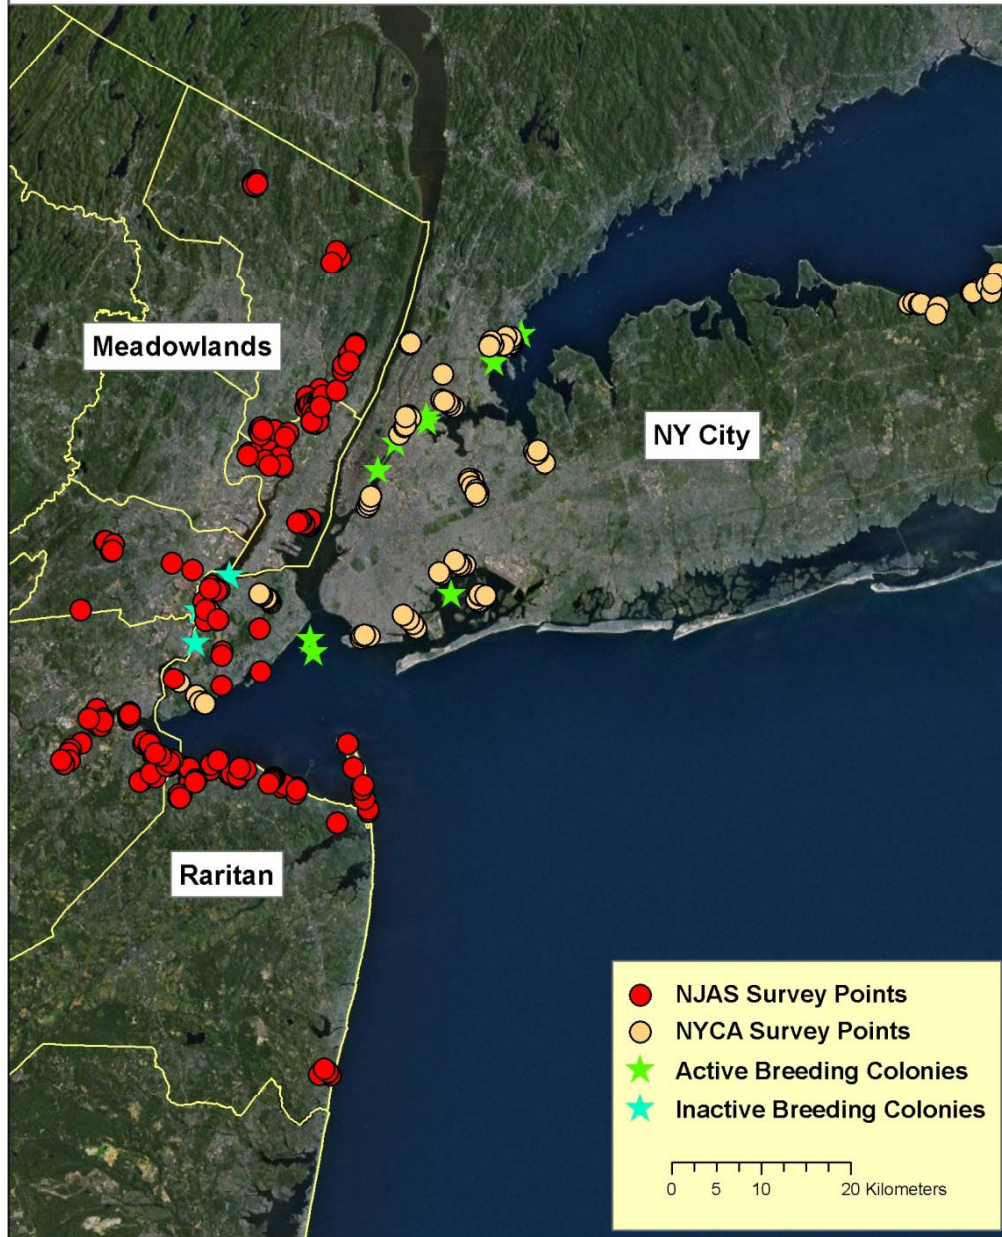 Meadowlands
NY City
Raritan
NJAS Survey Points
NYCA Survey Points
Active Breeding Colonies
Inactive Breeding Colonies
0 5 10 20 Kilometers